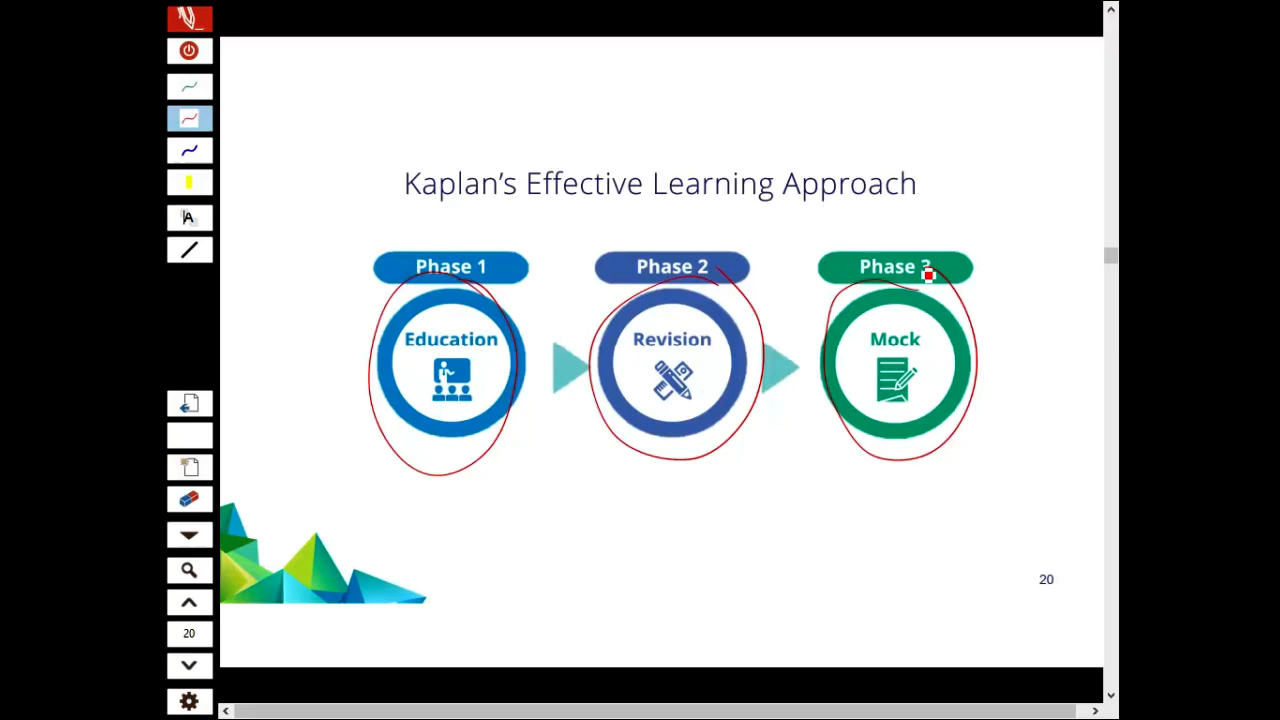 Kaplan's Effective Learning Approach
Phase 1
Phase 2
Phase 3
Education
Revision
Mock
20
A
20